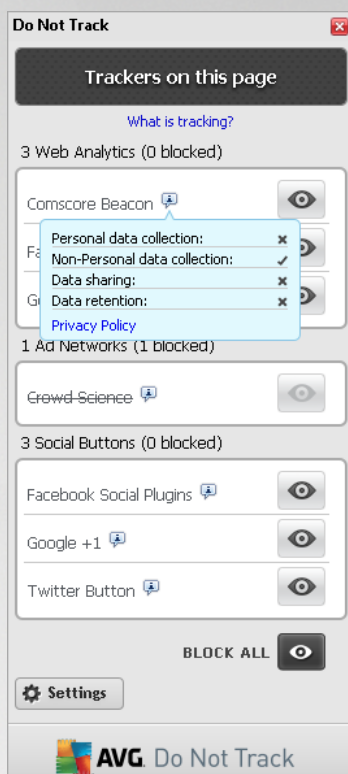 Do Not Track
Trackers on this page
What is tracking?
3 Web Analytics (0 blocked)
Comscore Beacon
Personal data collection:
Non-Personal data collection:
Data sharing:
Data retention:
Privacy Policy
1 Ad Networks (1 blocked)
Crowd Science
3 Social Buttons (0 blocked)
Facebook Social Plugins
Google +1
Twitter Button
BLOCK ALL
Settings
AVG. Do Not Track